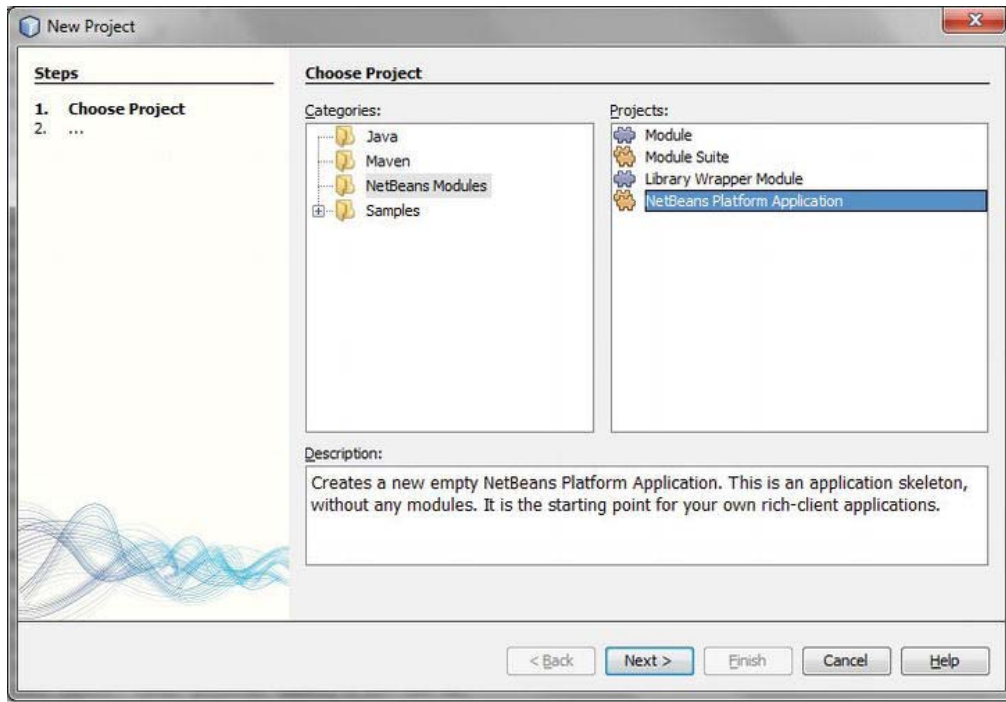 New Project
Steps
1. Choose Project
2. ...
Choose Project
Categories:
Java
Maven
NetBeans Modules
Samples
Projects:
Module
Module Suite
Library Wrapper Module
NetBeans Platform Application
Description:
Creates a new empty NetBeans Platform Application. This is an application skeleton,
without any modules. It is the starting point for your own rich-client applications.
< Back
Next >
Finish
Cancel
Help